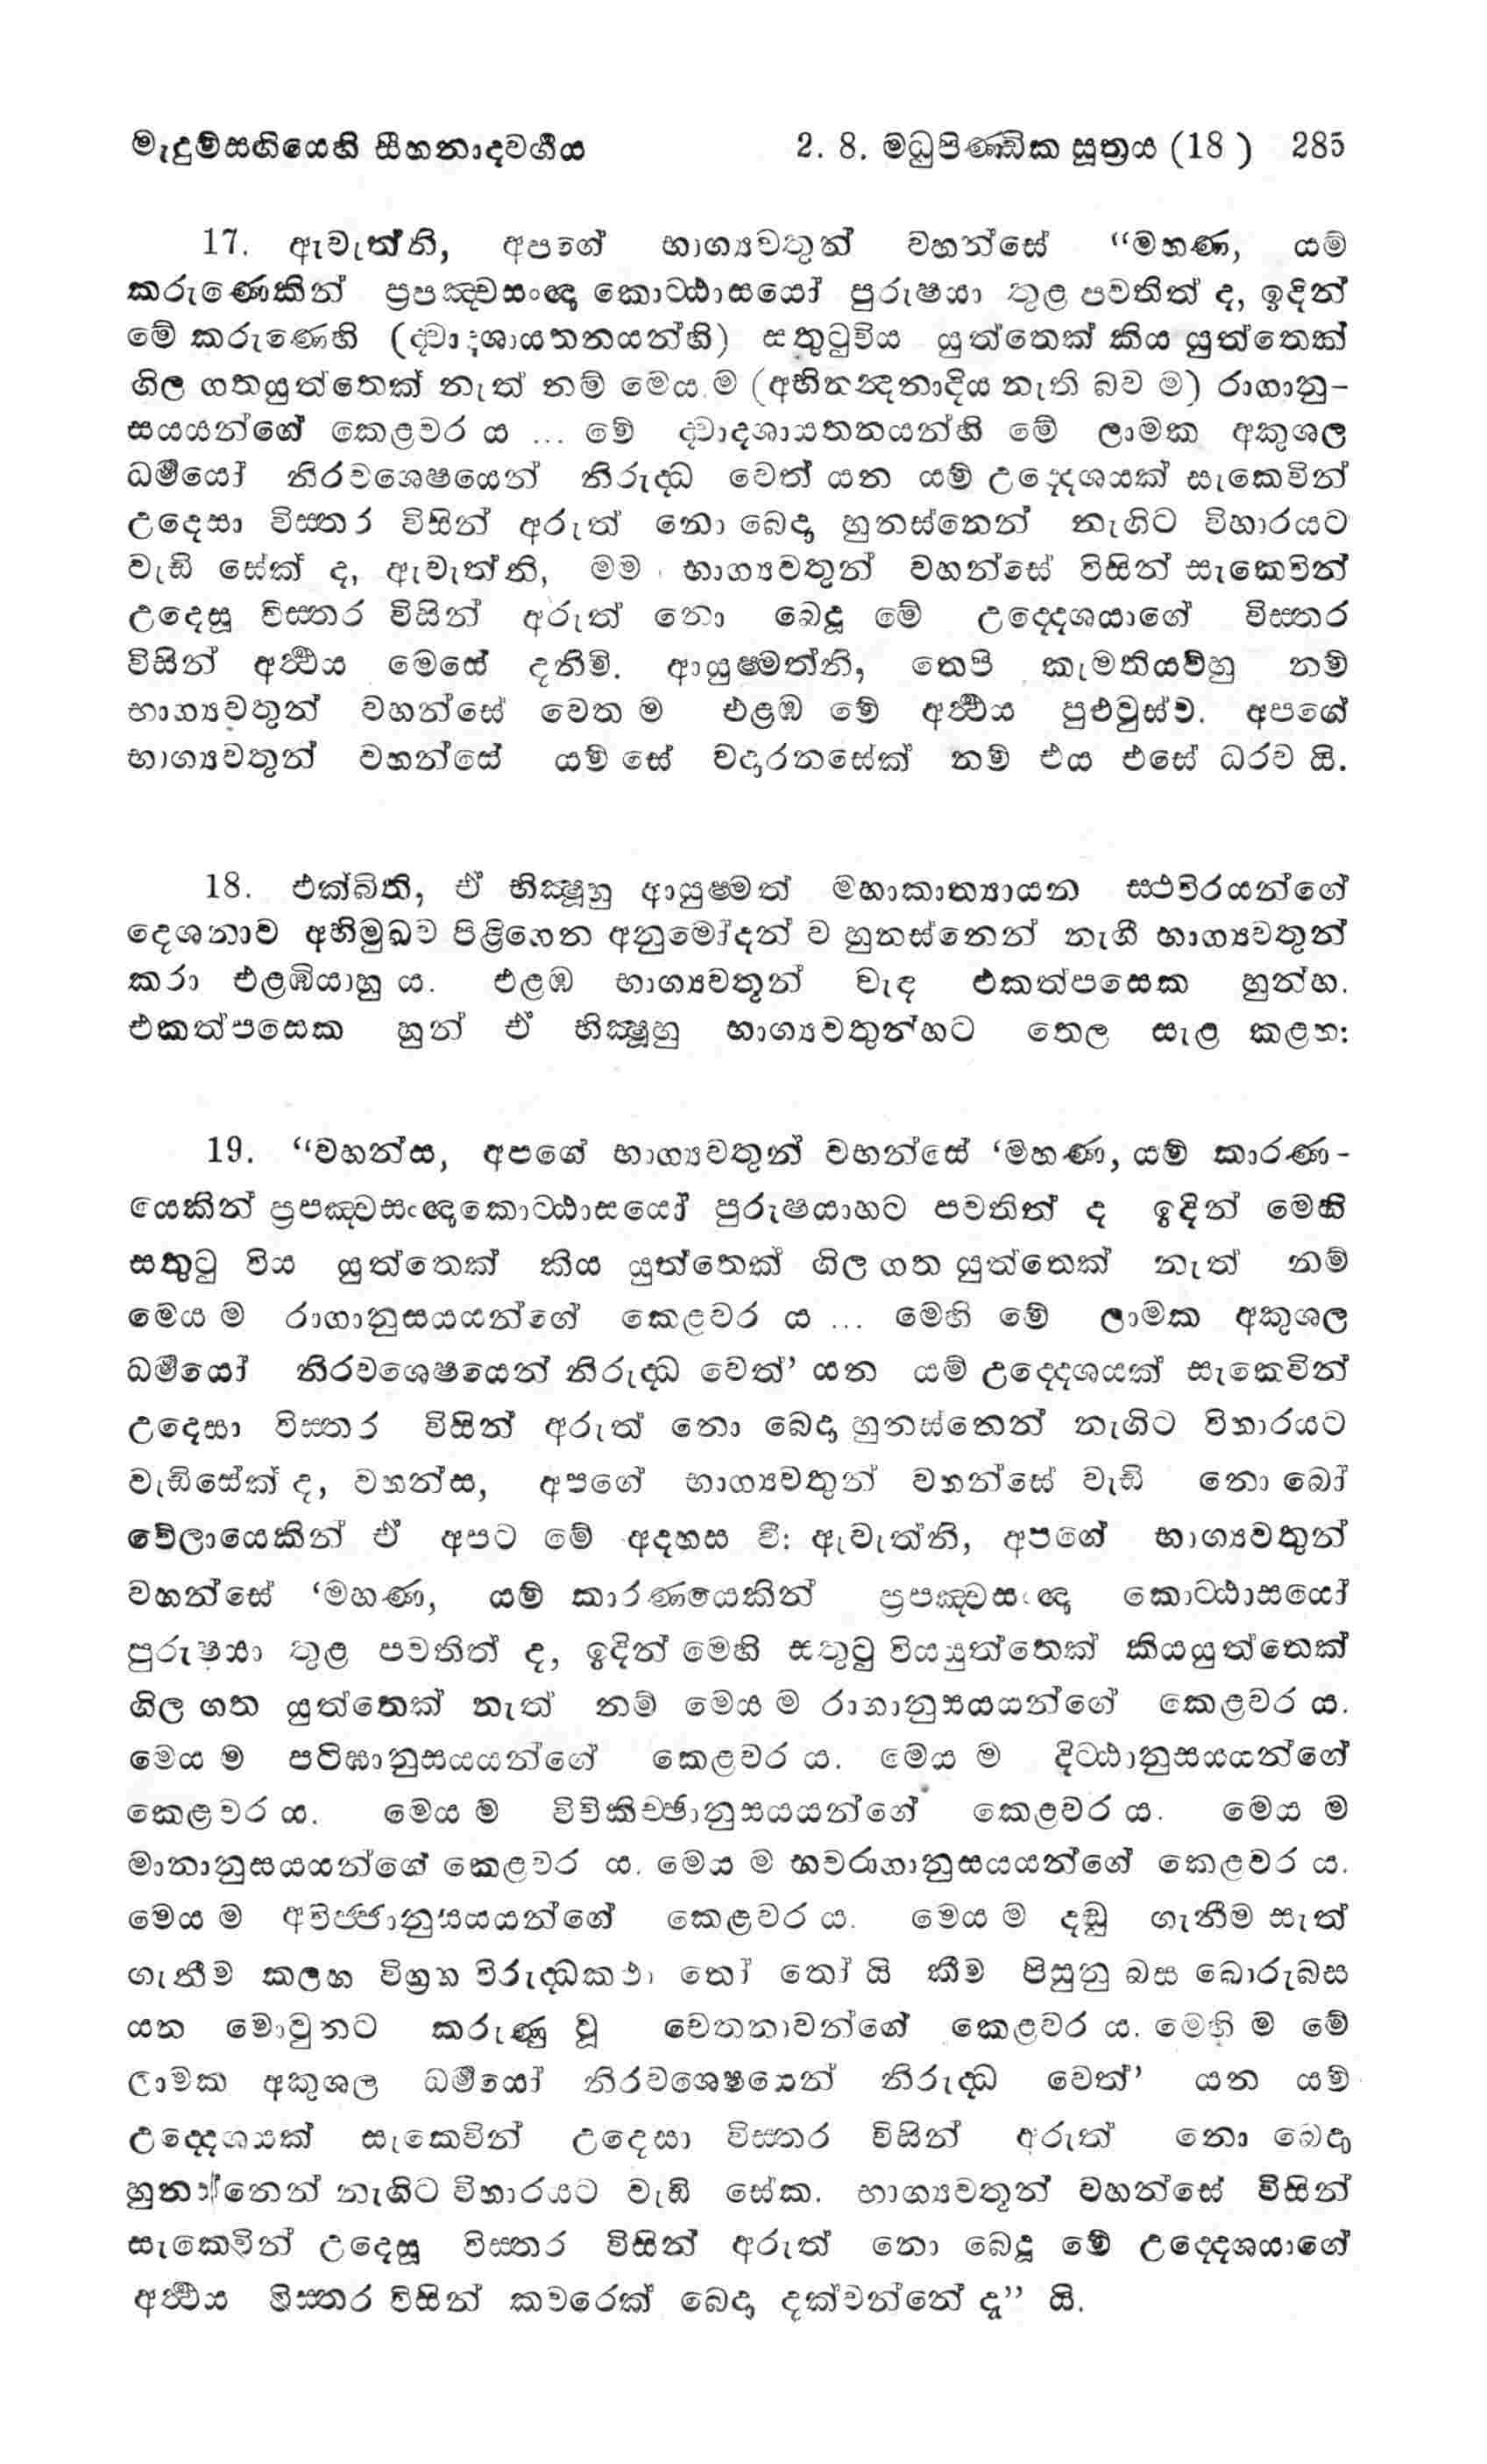 මැදුම්සඟියෙහි සීහනාදවර්‍ගය 2. 8. මධුපිණ්ඩික සූත්‍රය (18 ) 285
17. ඇවැත්නි, අපගේ භාග්‍යවතුන් වහන්සේ “මහණ, යම්
කරුණෙකින් ප්‍රපඤ්චසංඥා කොට්ඨාසයෝ පුරුෂයා තුළ පවතිත් ද, ඉදින්
මේ කරුණෙහි (ද්වාදශායතනයන්හි) සතුටුවිය යුත්තෙක් කිය යුත්තෙක්
ගිල ගතයුත්තෙක් නැත් නම් මෙය ම (අභිනන්‍දනාදිය නැති බව ම) රාගානු-
සයයන්ගේ කෙළවර ය ... මේ ද්වාදශායතනයන්හි මේ ලාමක අකුශල
ධර්‍මයෝ නිරවශෙෂයෙන් නිරුද්ධ වෙත් යන යම් උද්දෙශයක් සැකෙවින්
උදෙසා විස්තර විසින් අරුත් නො බෙදා හුනස්නෙන් නැගිට විහාරයට
වැඩි සේක් ද, ඇවැත්නි, මම භාග්‍යවතුන් වහන්සේ විසින් සැකෙවින්
උදෙසූ විස්තර විසින් අරුත් නො බෙදූ මේ උද්දෙශයාගේ විස්තර
විසින් අර්‍ථය මෙසේ දනිමි. ආයුෂ්මත්නි, තෙපි කැමතියව්හු නම්
භාග්‍යවතුන් වහන්සේ වෙත ම එළඹ මේ අර්‍ථය පුළුවුස්ව. අපගේ
භාග්‍යවතුන් වහන්සේ යම් සේ වදාරනසේක් නම් එය එසේ ධරව යි.
18. එක්බිති, ඒ භික්‍ෂූහු ආයුෂ්මත් මහාකාත්‍යායන ස්ථවිරයන්ගේ
දෙශනාව අභිමුඛව පිළිගෙන අනුමෝදන් ව හුනස්නෙන් නැගී භාග්‍යවතුන්
කරා එළඹියාහු ය. එළඹ භාග්‍යවතුන් වැඳ එකත්පසෙක හුන්හ.
එකත්පසෙක හුන් ඒ භික්‍ෂූහු භාග්‍යවතුන්හට තෙල සැළ කළහ:
19. “වහන්ස, අපගේ භාග්‍යවතුන් වහන්සේ ‘මහණ, යම් කාරණ-
යෙකින් ප්‍රපඤ්චසංඥාකොට්ඨාසයෝ පුරුෂයාහට පවතිත් ද ඉදින් මෙහි
සතුටු විය යුත්තෙක් කිය යුත්තෙක් ගිල ගත යුත්තෙක් නැත් නම්
මෙය ම රාගානුසයයන්ගේ කෙළවර ය ... මෙහි මේ ලාමක අකුශල
ධර්‍මයෝ නිරවශෙෂයෙන් නිරුද්ධ වෙත්’ යන යම් උද්දෙශයක් සැකෙවින්
උදෙසා විස්තර විසින් අරුත් නො බෙදා හුනස්නෙන් නැගිට විහාරයට
වැඩිසේක් ද, වහන්ස, අපගේ භාග්‍යවතුන් වහන්සේ වැඩි නො බෝ
වේලායෙකින් ඒ අපට මේ අදහස වී: ඇවැත්නි, අපගේ භාග්‍යවතුන්
වහන්සේ ‘මහණ, යම් කාරණයෙකින් ප්‍රපඤ්චසංඥා කොට්ඨාසයෝ
පුරුෂයා තුළ පවතිත් ද, ඉදින් මෙහි සතුටු වියයුත්තෙක් කියයුත්තෙක්
ගිල ගත යුත්තෙක් නැත් නම් මෙය ම රාගානුසයයන්ගේ කෙළවර ය.
මෙය ම පටිඝානුසයයන්ගේ කෙළවර ය. මෙය ම දිට්ඨානුසයයන්ගේ
කෙළවර ය. මෙය ම විචිකිච්ඡානුසයයන්ගේ කෙළවර ය. මෙය ම
මානානුසයයන්ගේ කෙළවර ය. මෙය ම භවරාගානුසයයන්ගේ කෙළවර ය.
මෙය ම අවිජ්ජානුසයයන්ගේ කෙළවර ය. මෙය ම දඬු ගැනීම සැත්
ගැනීම කලහ විග්‍රහ විරුද්ධකථා තෝ තෝ යි කීම පිසුනු බස බොරුබස
යන මොවුනට කරුණු වූ චෙතනාවන්ගේ කෙළවර ය. මෙහි ම මේ
ලාමක අකුශල ධර්‍මයෝ නිරවශෙෂයෙන් නිරුද්ධ වෙත්’ යන යම්
උද්දෙශයක් සැකෙවින් උදෙසා විස්තර විසින් අරුත් නො බෙදා
හුනස්නෙන් නැගිට විහාරයට වැඩි සේක. භාග්‍යවතුන් වහන්සේ විසින්
සැකෙවින් උදෙසූ විස්තර විසින් අරුත් නො බෙදූ මේ උද්දෙශයාගේ
අර්‍ථය විස්තර විසින් කවරෙක් බෙදා දක්වන්නේ දෑ” යි.